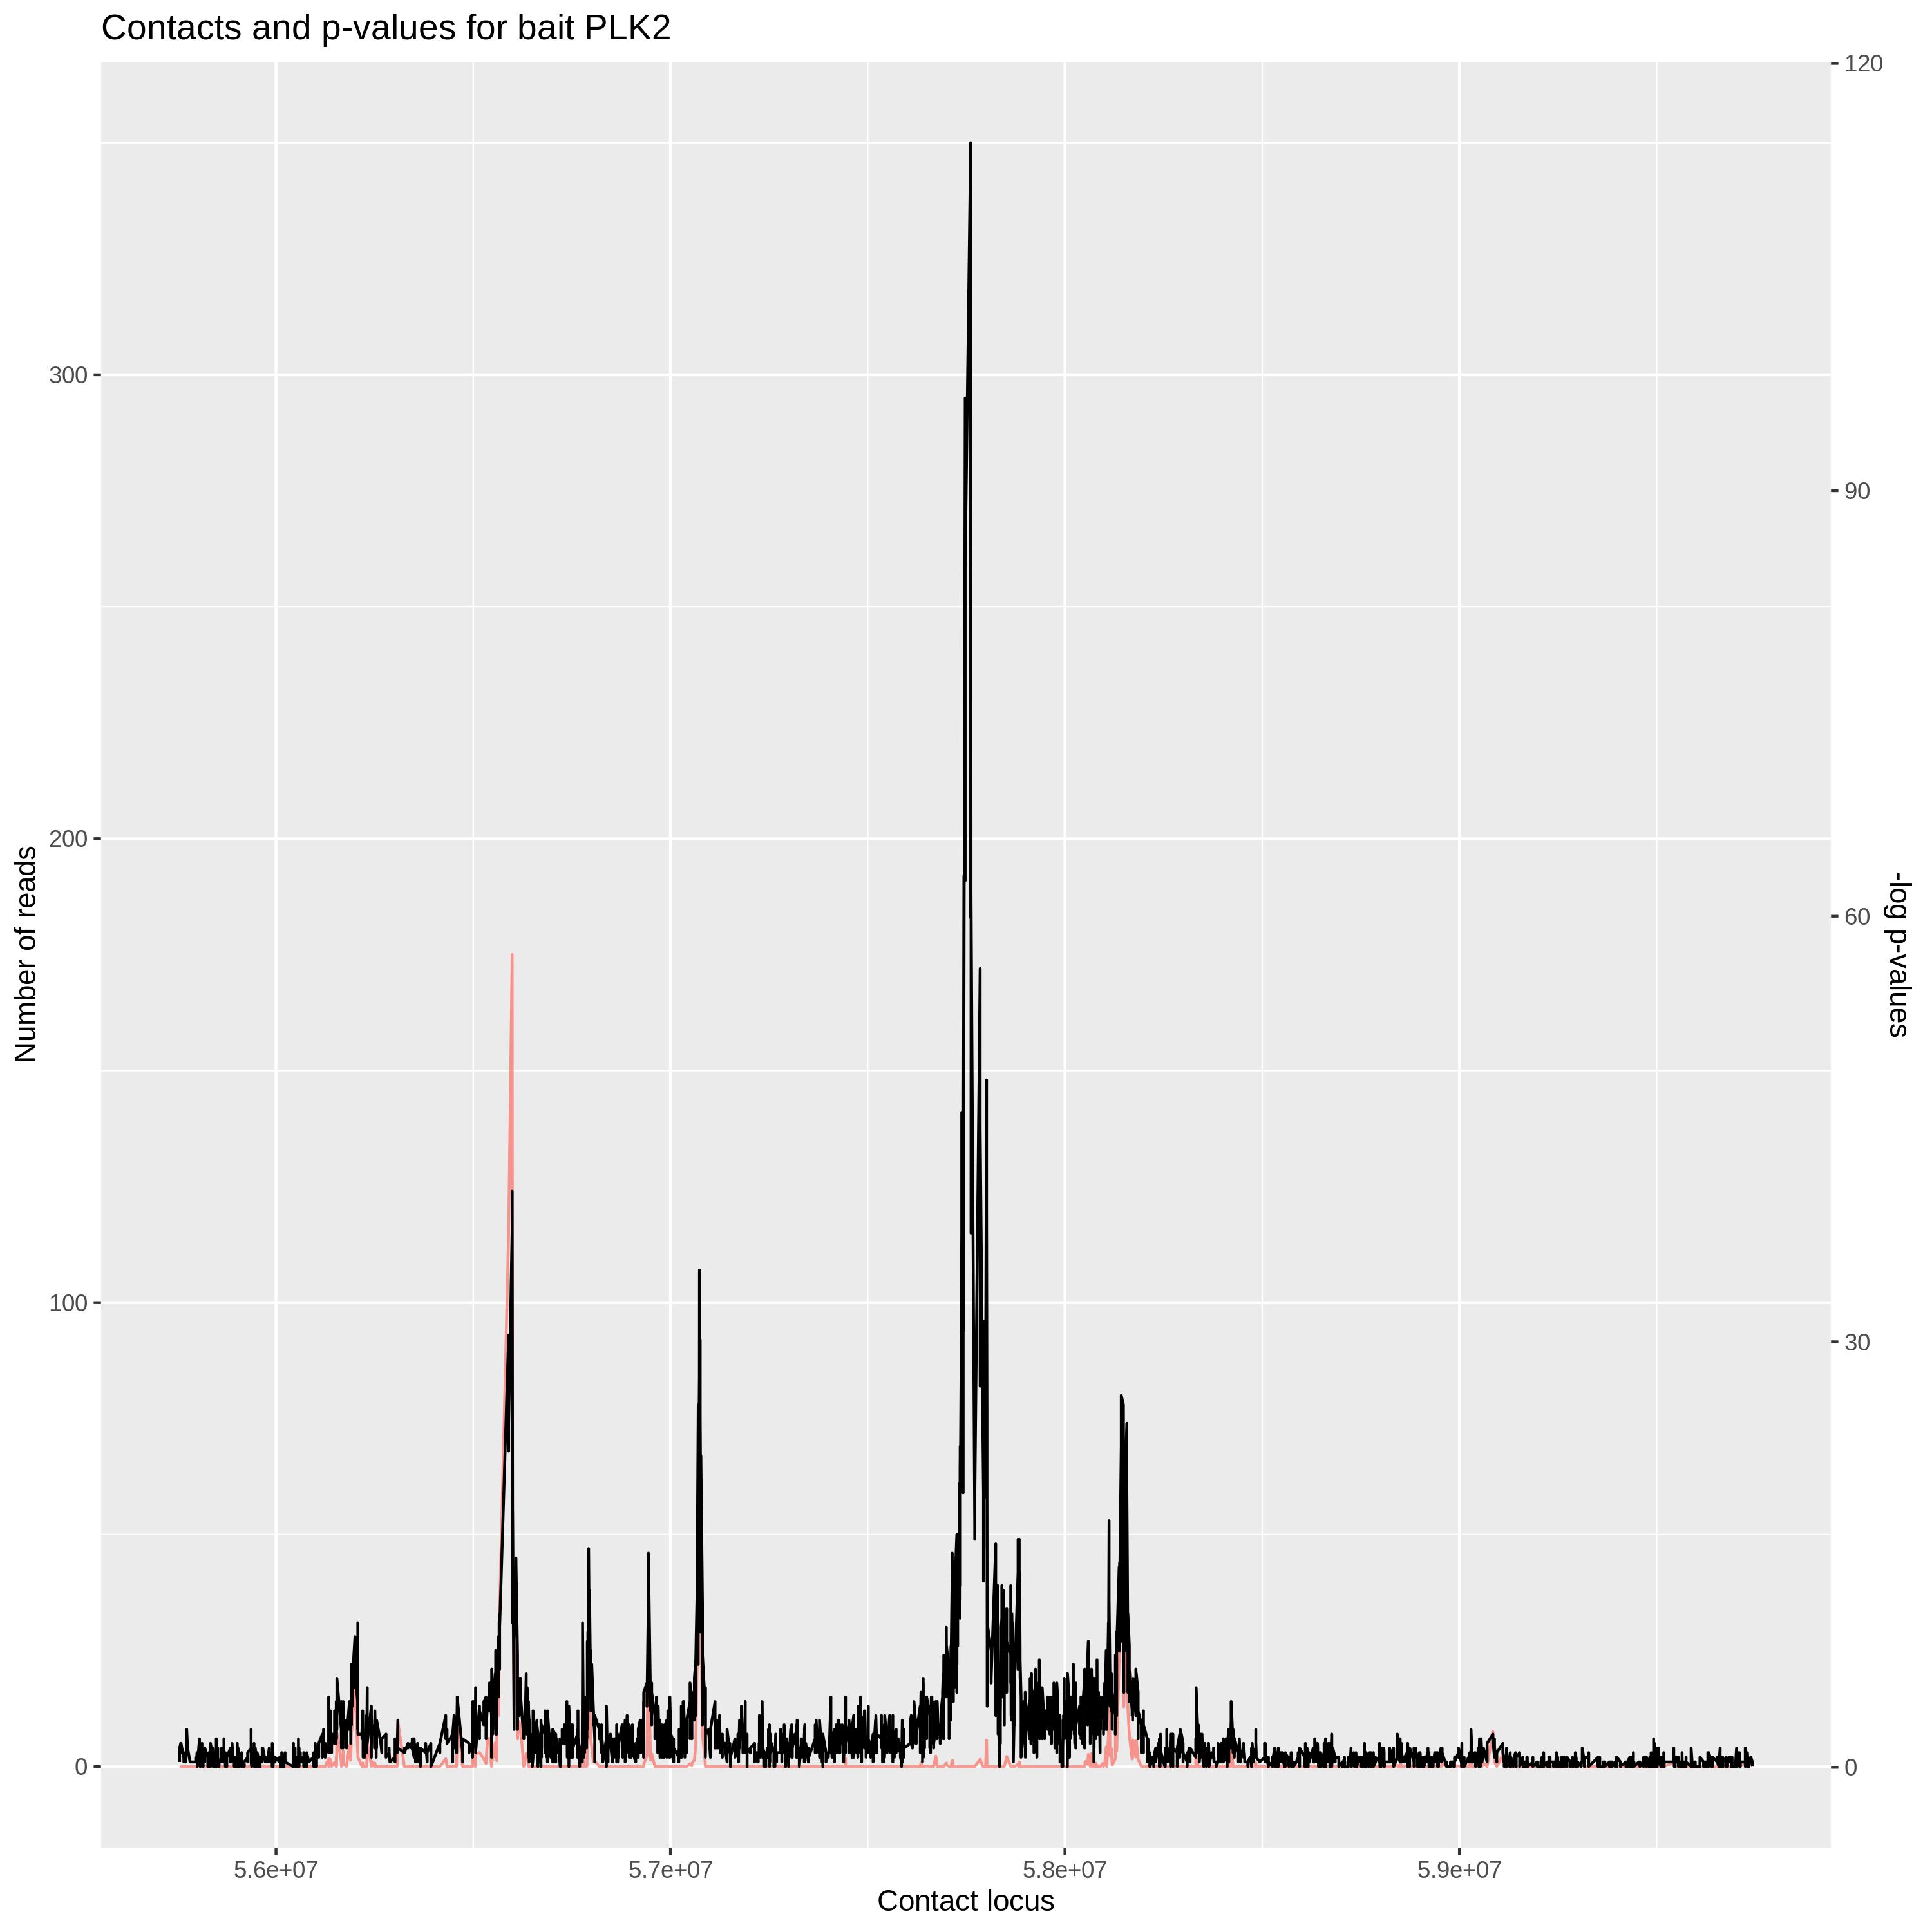 Contacts and p-values for bait PLK2
120
90
60
30
0
-log p-values
300
200
100
0
Number of reads
5.6e+07 5.7e+07 5.8e+07 5.9e+07
Contact locus